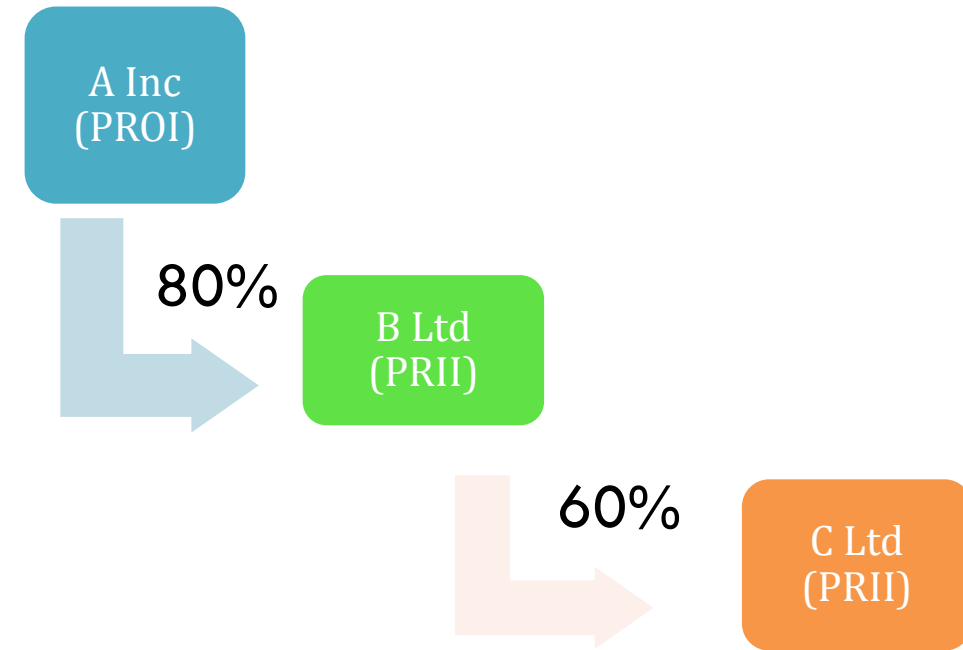 A Inc
(PROI)
80%
B Ltd
(PRII)
60%
C Ltd
(PRII)